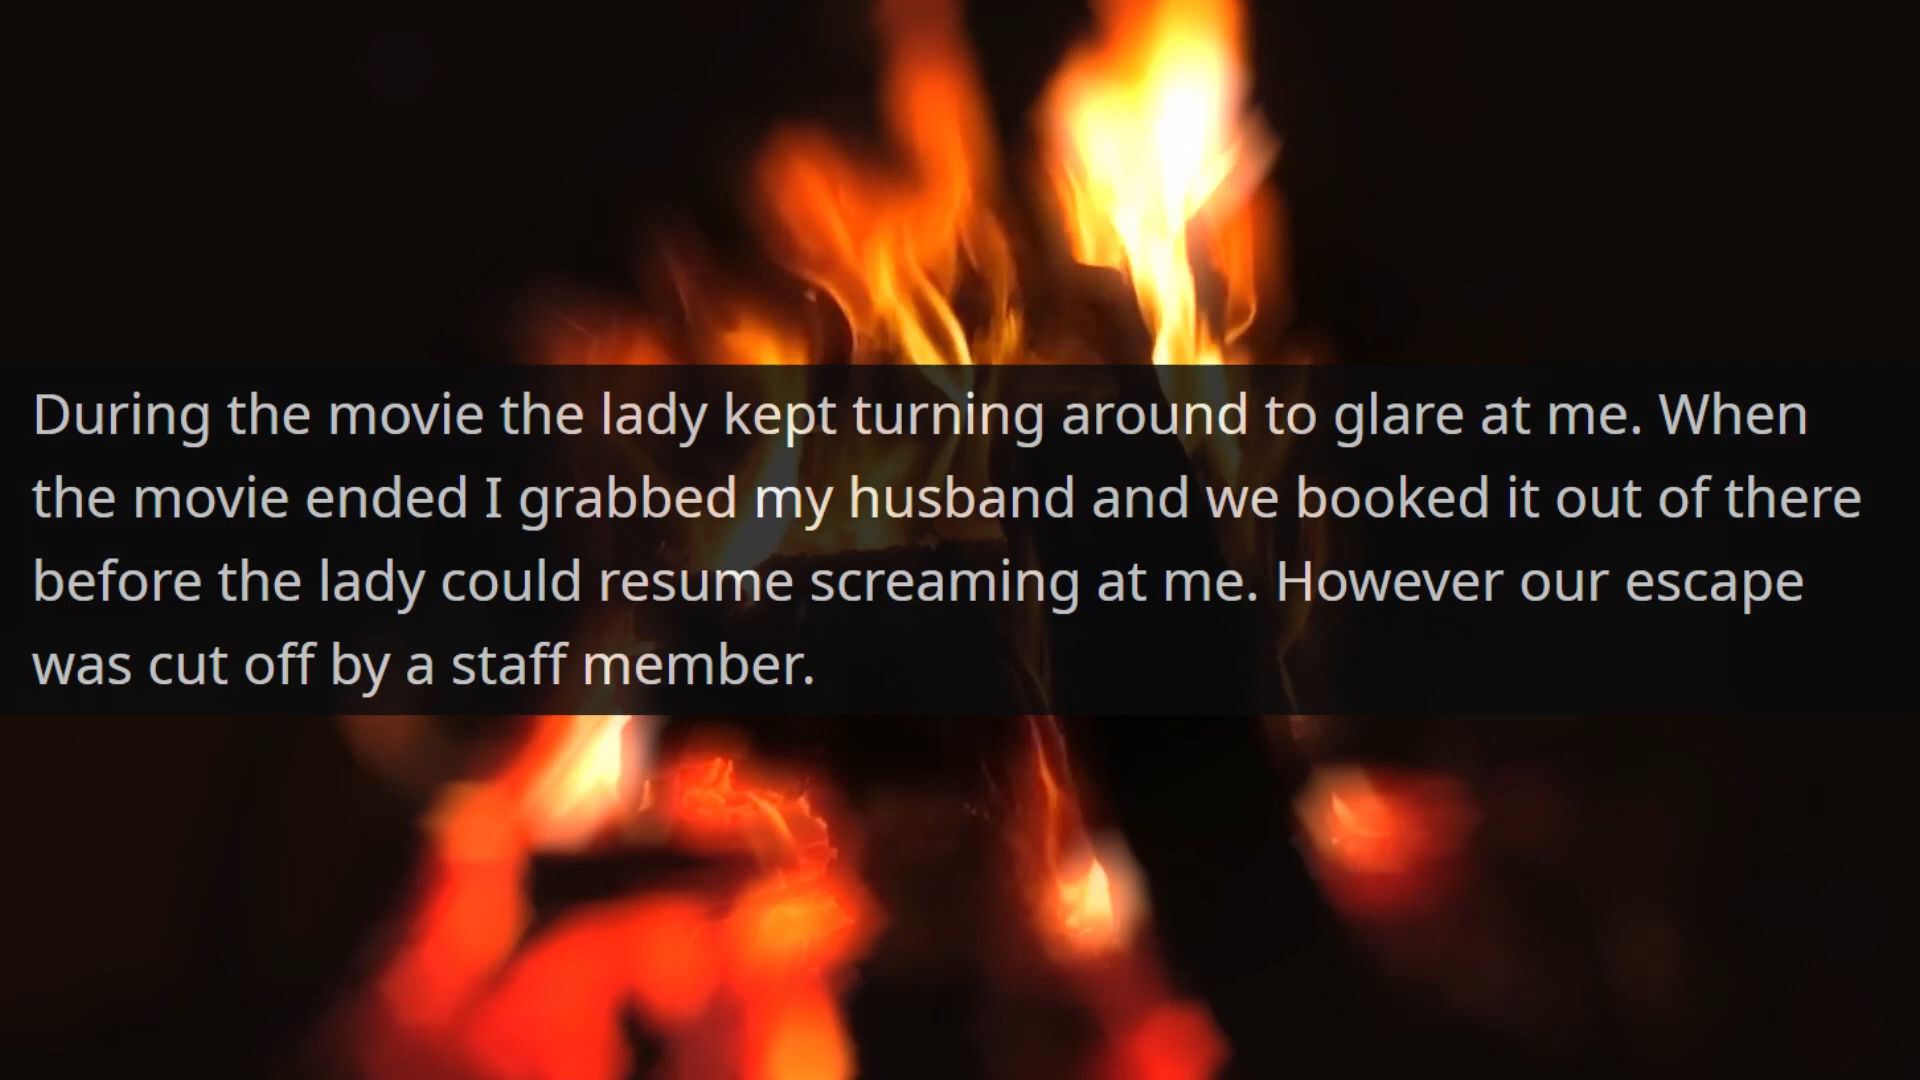 During the movie the lady kept turning around to glare at me. When
the movie ended I grabbed my husband and we booked it out of there
before the lady could resume screaming at me. However our escape
was cut off by a staff member.